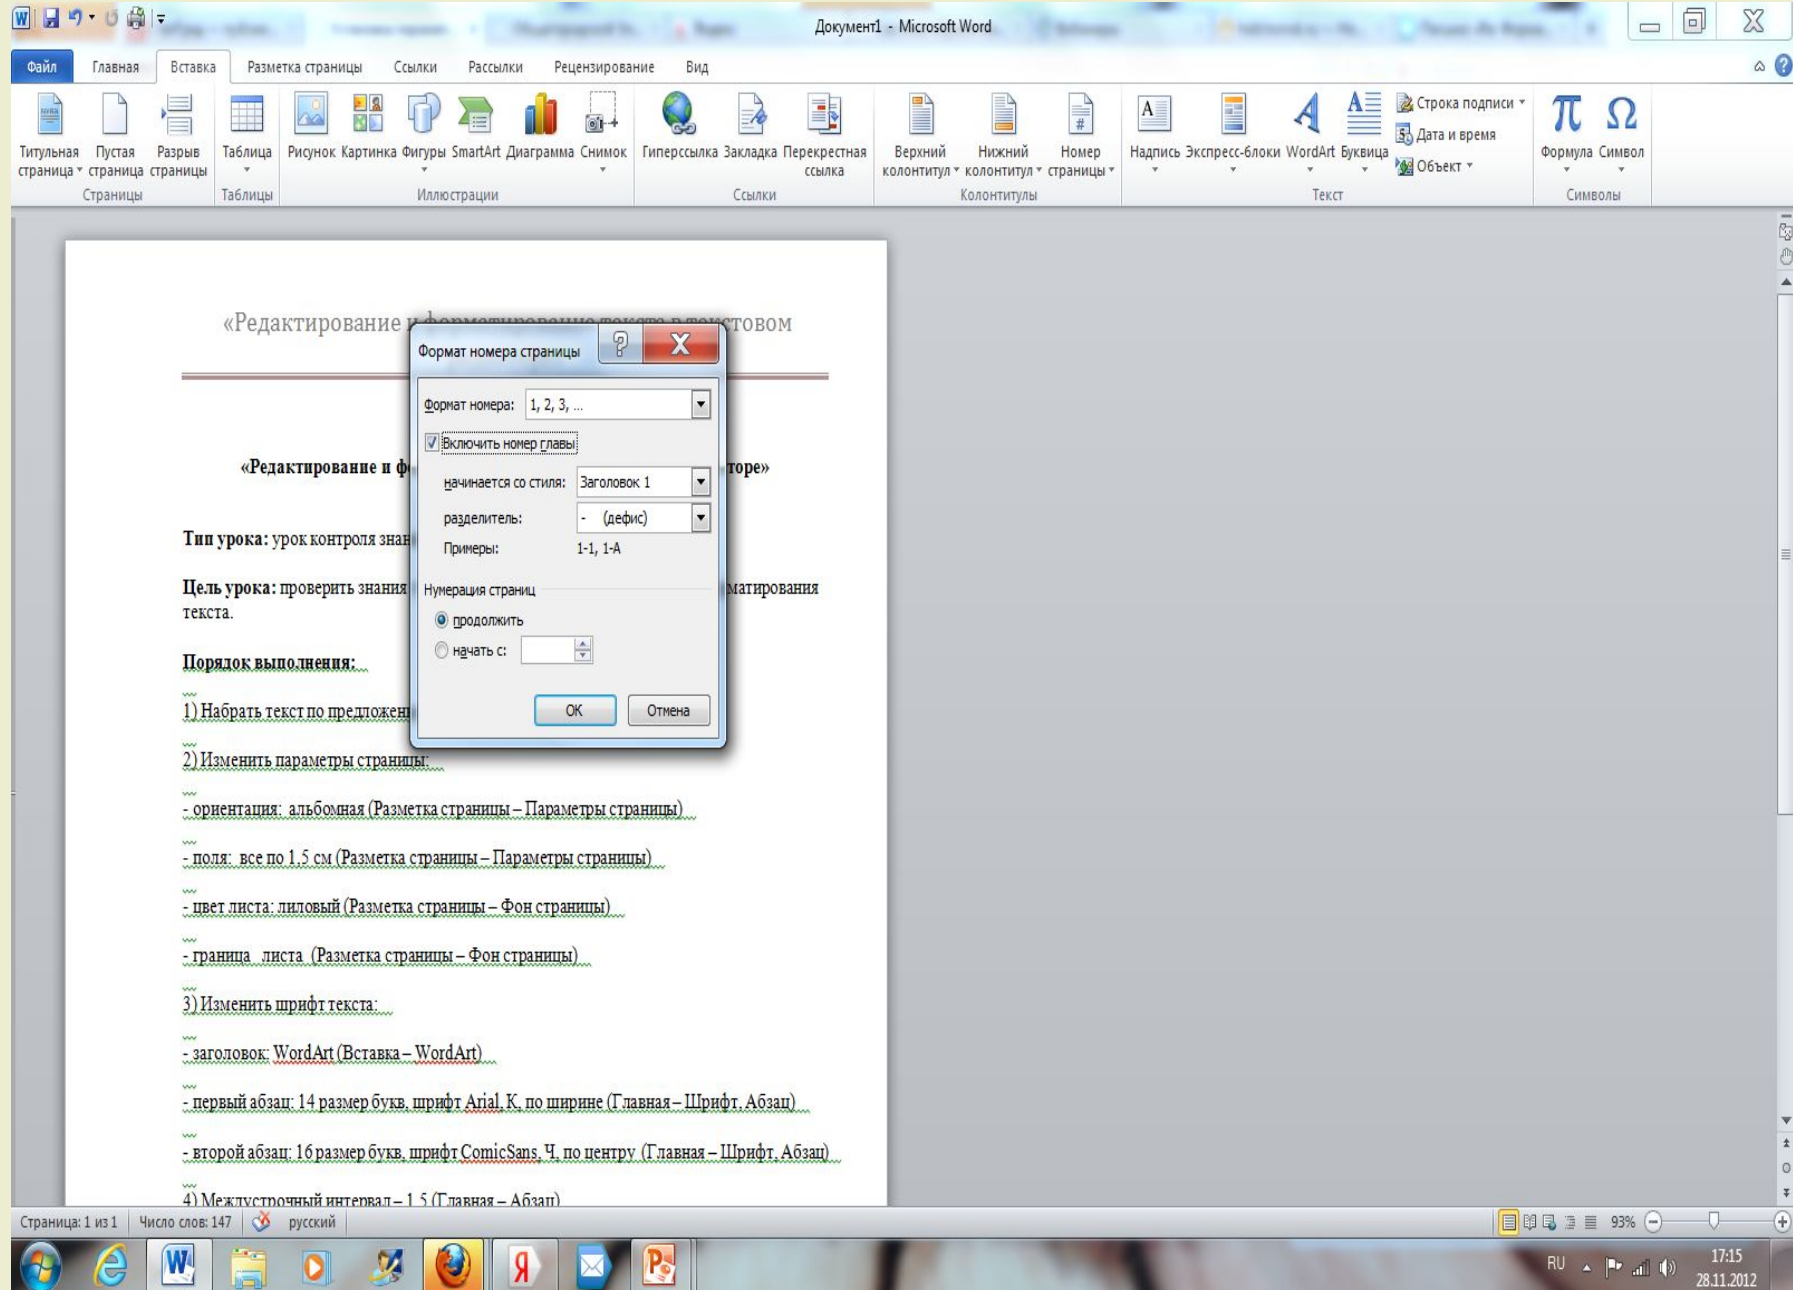 Документ1 - Microsoft Word
Файл Главная Вставка Разметка страницы Ссылки Рассылки Рецензирование Вид
Титульная страница Пустая страница Разрыв страницы Таблица Рисунок Картинка Фигуры SmartArt Диаграмма Снимок Гиперссылка Закладка Перекрестная ссылка Верхний колонтитул Нижний колонтитул Номер страницы Надпись Экспресс-блоки WordArt Буквица
Строка подписи
Дата и время
Объект
Формула Символ
Страницы Таблицы Иллюстрации Ссылки Колонтитулы Текст Символы
«Редактирование и форматирование текста в текстовом
Формат номера страницы
Формат номера: 1, 2, 3, ...
Включить номер главы
начинается со стиля: Заголовок 1
разделитель: - (дефис)
Примеры: 1-1, 1-A
Нумерация страниц
продолжить
начать с:
ОК Отмена
«Редактирование и ф торе»
Тип урока: урок контроля знан
Цель урока: проверить знания матирования
текста.
Порядок выполнения:
1) Набрать текст по предложен
2) Изменить параметры страницы:
- ориентация: альбомная (Разметка страницы – Параметры страницы)
- поля: все по 1,5 см (Разметка страницы – Параметры страницы)
- цвет листа: лиловый (Разметка страницы – Фон страницы)
- граница листа (Разметка страницы – Фон страницы)
3) Изменить шрифт текста:
- заголовок: WordArt (Вставка – WordArt)
- первый абзац: 14 размер букв, шрифт Arial, К, по ширине (Главная – Шрифт, Абзац)
- второй абзац: 16 размер букв, шрифт ComicSans, Ч, по центру (Главная – Шрифт, Абзац)
4) Междустрочный интервал – 1,5 (Главная – Абзац)
Страница: 1 из 1 Число слов: 147 русский 93%
RU 17:15
28.11.2012